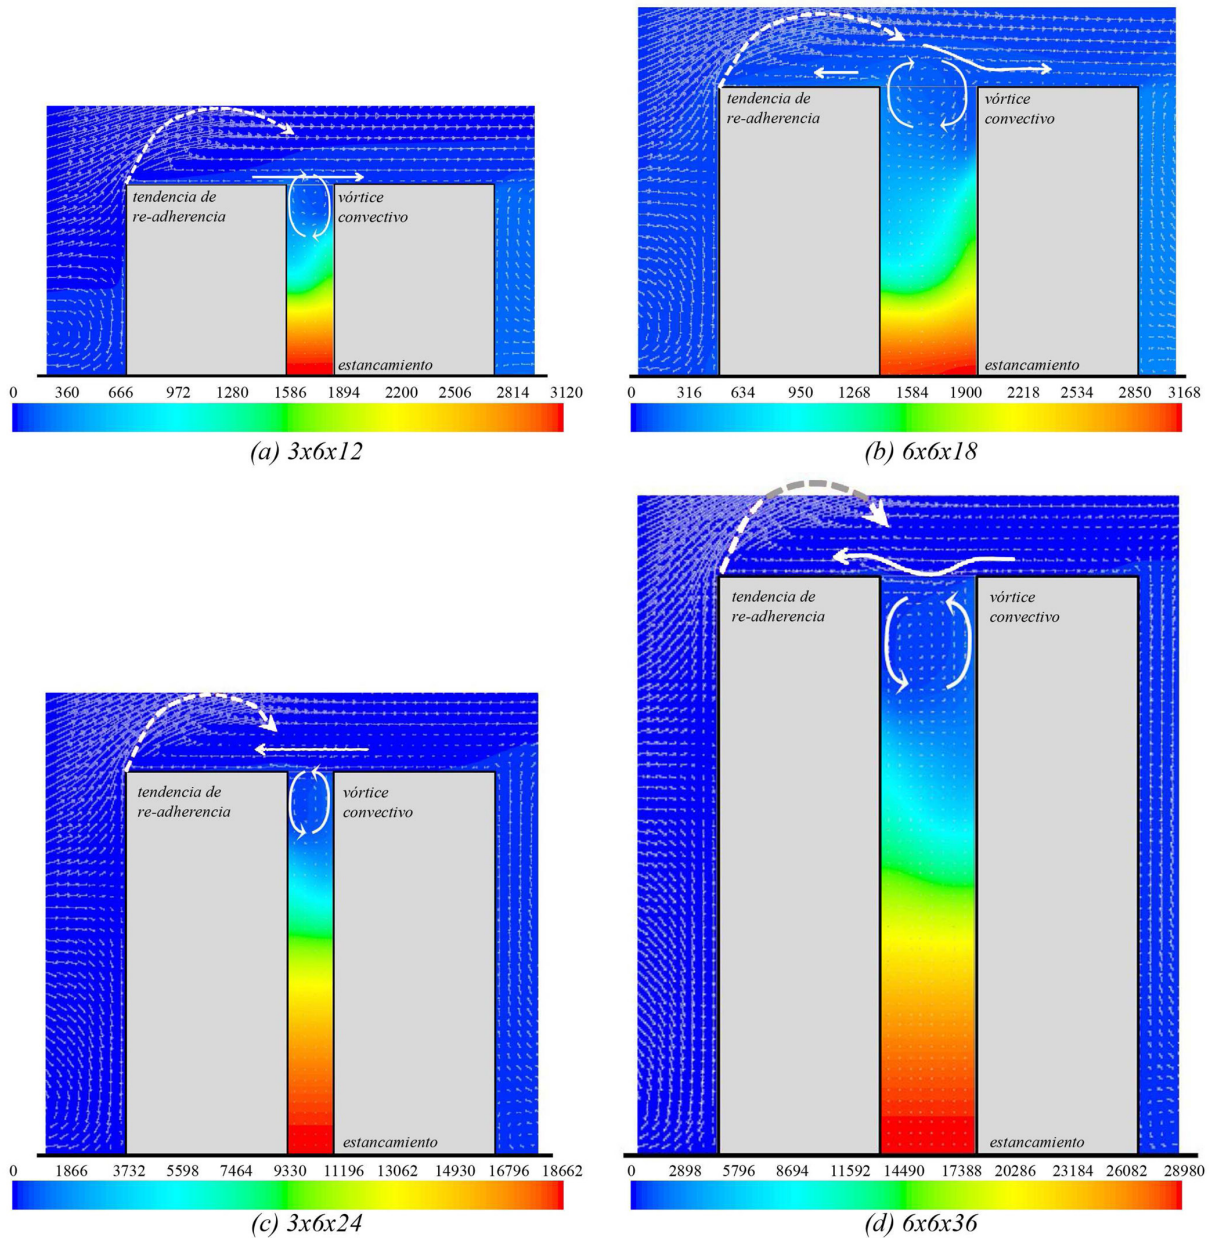 tendencia de
re-adherencia
vórtice
convectivo
estancamiento
0 360 666 972 1280 1586 1894 2200 2506 2814 3120
(a) 3x6x12
tendencia de
re-adherencia
vórtice
convectivo
estancamiento
0 316 634 950 1268 1584 1900 2218 2534 2850 3168
(b) 6x6x18
tendencia de
re-adherencia
vórtice
convectivo
estancamiento
0 1866 3732 5598 7464 9330 11196 13062 14930 16796 18662
(c) 3x6x24
tendencia de
re-adherencia
vórtice
convectivo
estancamiento
0 2898 5796 8694 11592 14490 17388 20286 23184 26082 28980
(d) 6x6x36